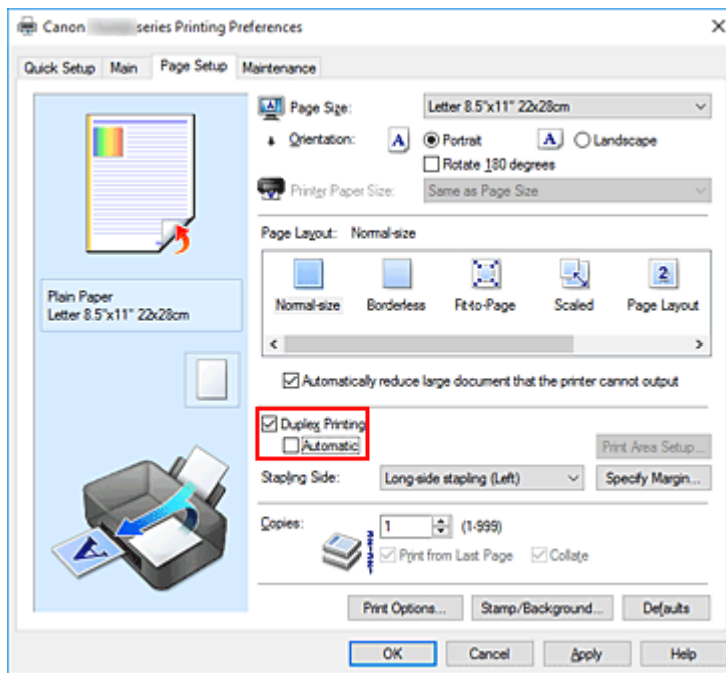 Canon series Printing Preferences
Quick Setup Main Page Setup Maintenance
Page Size: Letter 8.5"x11" 22x28cm
Orientation: A Portrait A Landscape
Rotate 180 degrees
Printer Paper Size: Same as Page Size
Page Layout: Normal-size
Normal-size Borderless Fit-to-Page Scaled 2 Page Layout
Plain Paper
Letter 8.5"x11" 22x28cm
Automatically reduce large document that the printer cannot output
Duplex Printing
Automatic
Print Area Setup...
Stapling Side: Long-side stapling (Left) Specify Margin...
Copies: 1 (1-999)
Print from Last Page Collate
A
Print Options... Stamp/Background... Defaults
OK Cancel Apply Help